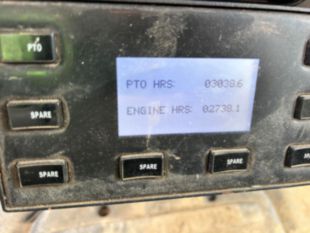 PTO
PTO HRS: 03038.6
ENGINE HRS: 02738.1
SPARE
SPARE
SPARE
SPARE